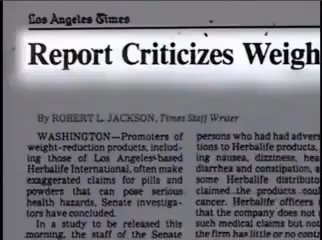 Los Angeles Times
Report Criticizes Weigh
By ROBERT L. JACKSON, Times Staff Writer
WASHINGTON—Promoters of
weight-reduction products, includ-
ing those of Los Angeles-based
Herbalife International, often make
exaggerated claims for pills and
powders that can pose serious
health hazards, Senate investiga-
tors have concluded.
In a study to be released this
morning, the staff of the Senate
persons who had had advers
tions to Herbalife products,
ing nausea, dizziness, hea
diarrhea and constipation, a
some Herbalife distributo
claimed the products coul
cancer. Herbalife officers
that the company does not
such medical claims but not
the firm has little or no contr